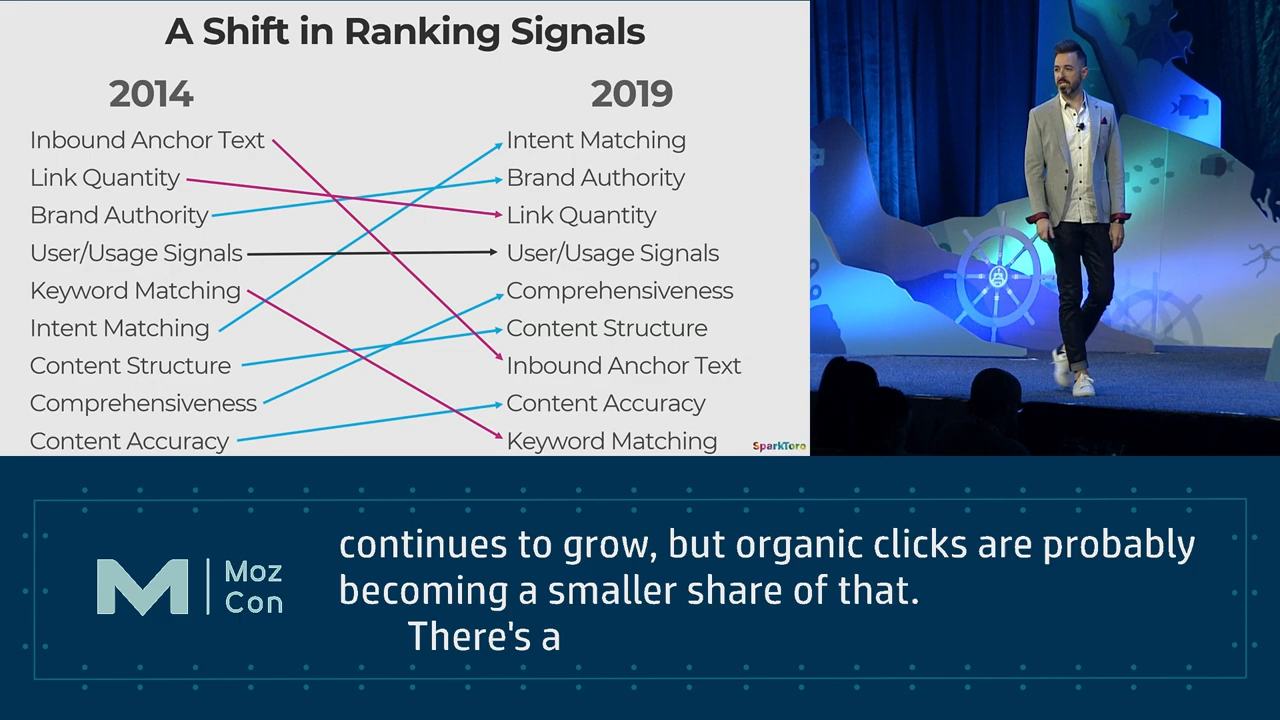 A Shift in Ranking Signals
2014
Inbound Anchor Text
Link Quantity
Brand Authority
User/Usage Signals
Keyword Matching
Intent Matching
Content Structure
Comprehensiveness
Content Accuracy
2019
Intent Matching
Brand Authority
Link Quantity
User/Usage Signals
Comprehensiveness
Content Structure
Inbound Anchor Text
Content Accuracy
Keyword Matching
SparkToro
M
Moz
Con
continues to grow, but organic clicks are probably
becoming a smaller share of that.
There's a